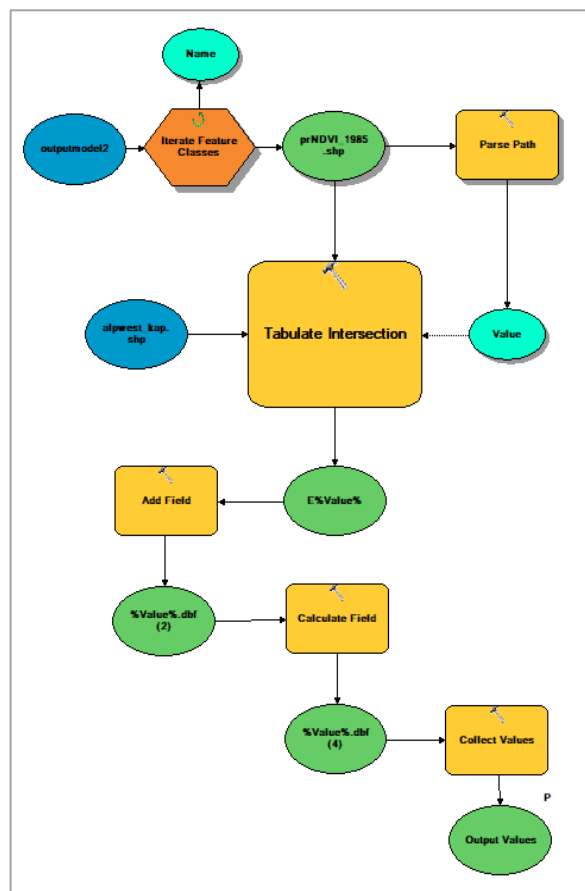 Name
outputmodel2
Iterate Feature
Classes
prNDVI_1985
.shp
Parse Path
alpwest_kap.
shp
Tabulate Intersection
Value
Add Field
E%Value%
%Value%.dbf
(2)
Calculate Field
%Value%.dbf
(4)
Collect Values
P
Output Values